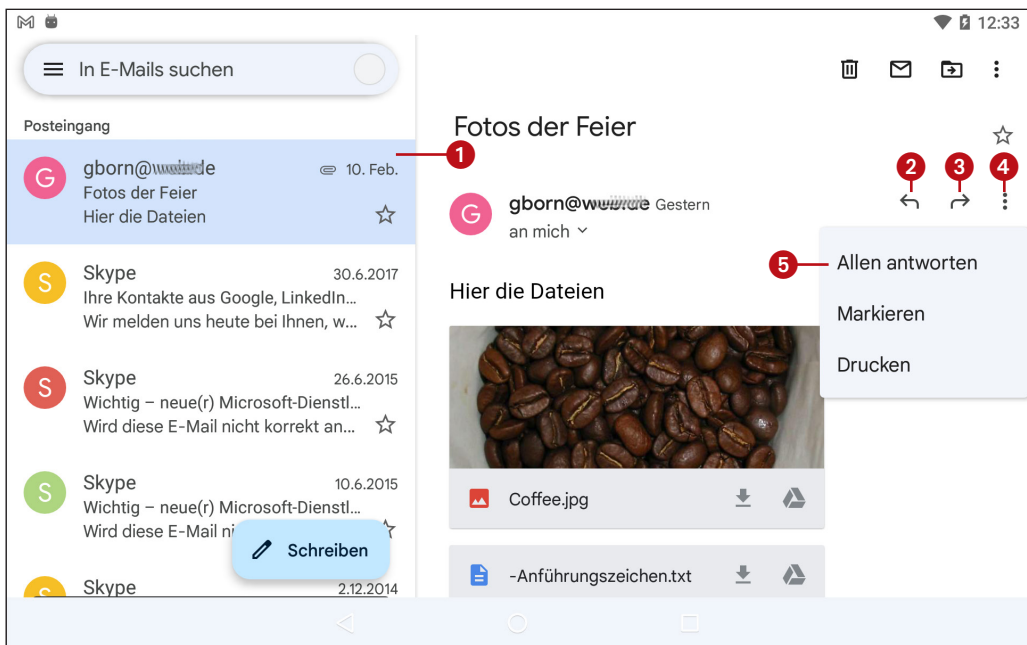 12:33
In E-Mails suchen
Posteingang
G
gborn@
10. Feb.
Fotos der Feier
Hier die Dateien
S
Skype
30.6.2017
Ihre Kontakte aus Google, LinkedIn...
Wir melden uns heute bei Ihnen, w...
S
Skype
26.6.2015
Wichtig – neue(r) Microsoft-Dienstl...
Wird diese E-Mail nicht korrekt an...
S
Skype
10.6.2015
Wichtig – neue(r) Microsoft-Dienstl...
Wird diese E-Mail
Schreiben
S
Skype
2.12.2014
1
Fotos der Feier
2
3
4
G
gborn@ Gestern
an mich
5
Allen antworten
Markieren
Drucken
Hier die Dateien
Coffee.jpg
-Anführungszeichen.txt